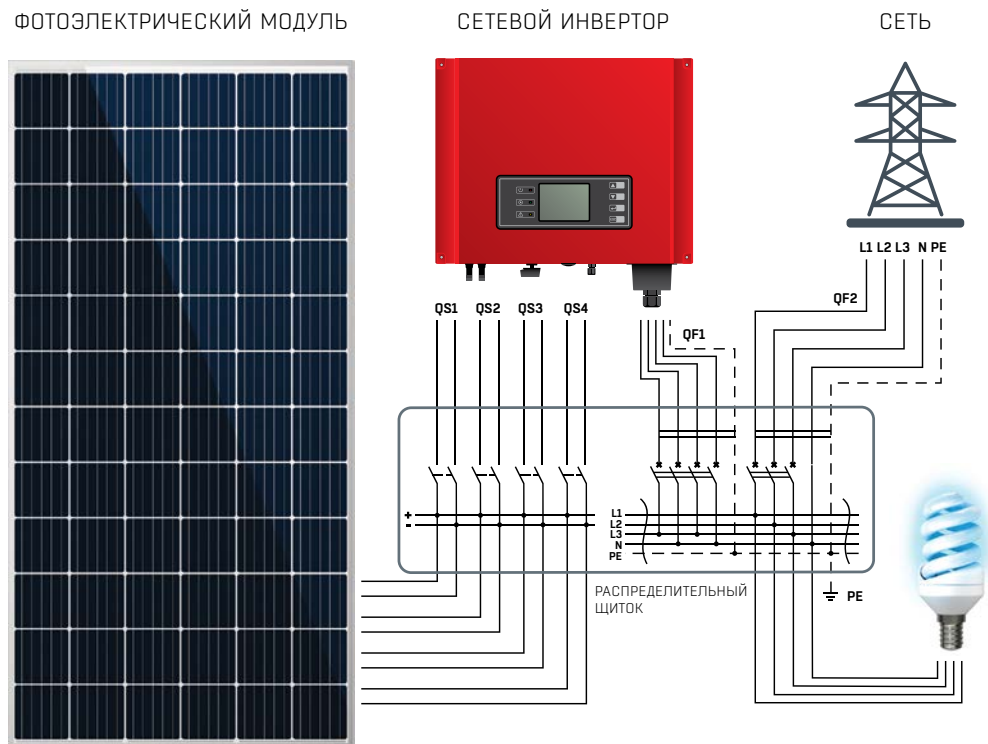 ФОТОЭЛЕКТРИЧЕСКИЙ МОДУЛЬ
СЕТЕВОЙ ИНВЕРТОР
СЕТЬ
L1 L2 L3 N PE
QS1 QS2 QS3 QS4
QF1
QF2
+
-
L1
L2
L3
N
PE
РАСПРЕДЕЛИТЕЛЬНЫЙ
ЩИТОК
PE